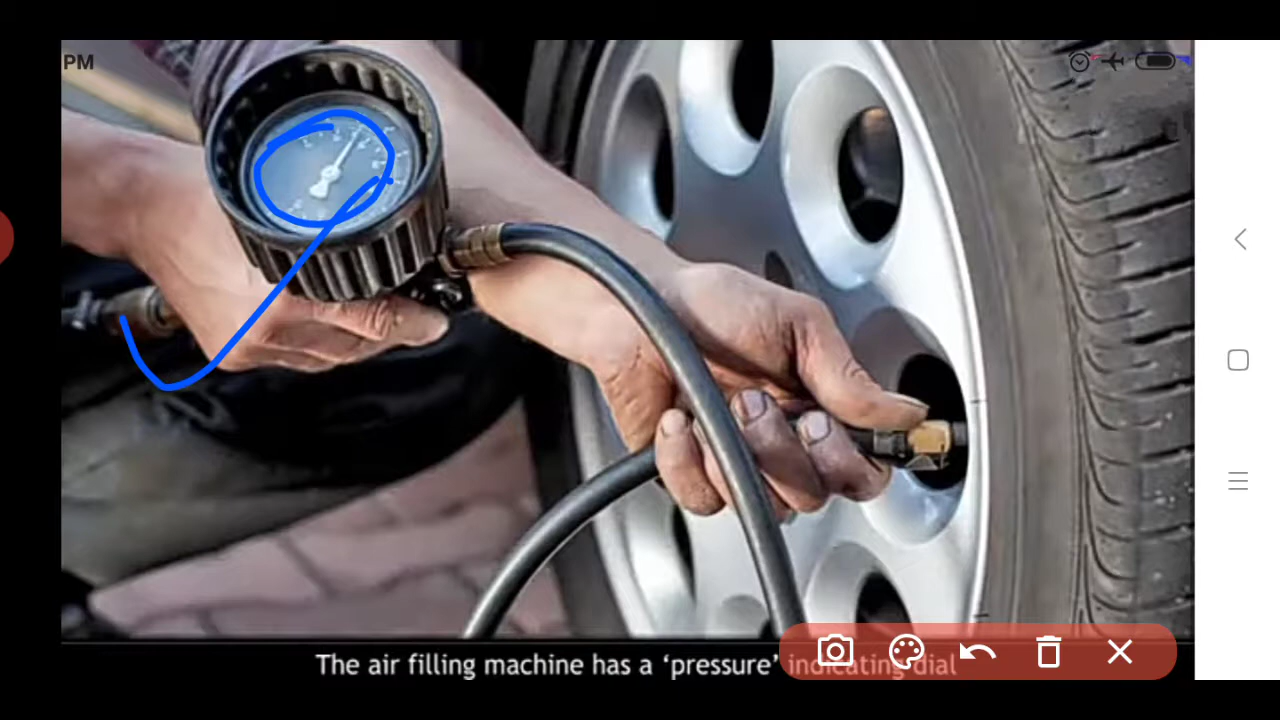 PM
The air filling machine has a ‘pressure’ indicating dial